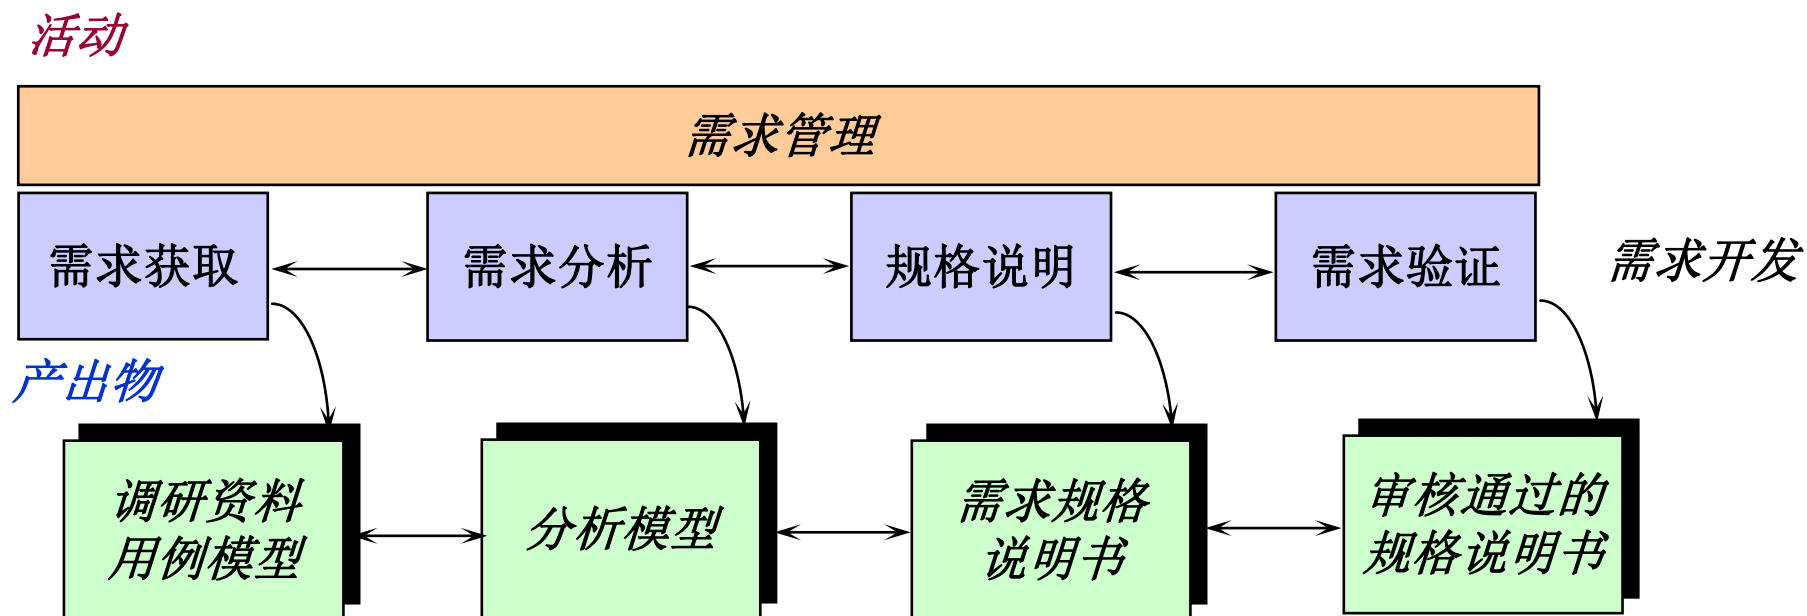 活动
需求管理
需求获取
需求分析
规格说明
需求验证
需求开发
产出物
调研资料
用例模型
分析模型
需求规格
说明书
审核通过的
规格说明书